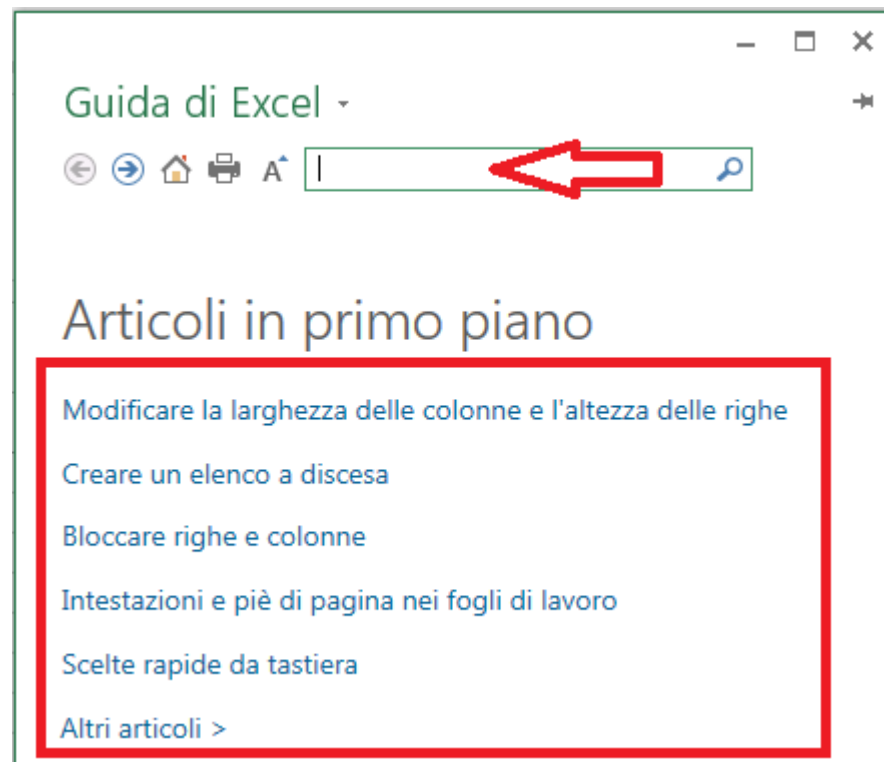 Guida di Excel
A
Articoli in primo piano
Modificare la larghezza delle colonne e l'altezza delle righe
Creare un elenco a discesa
Bloccare righe e colonne
Intestazioni e piè di pagina nei fogli di lavoro
Scelte rapide da tastiera
Altri articoli >